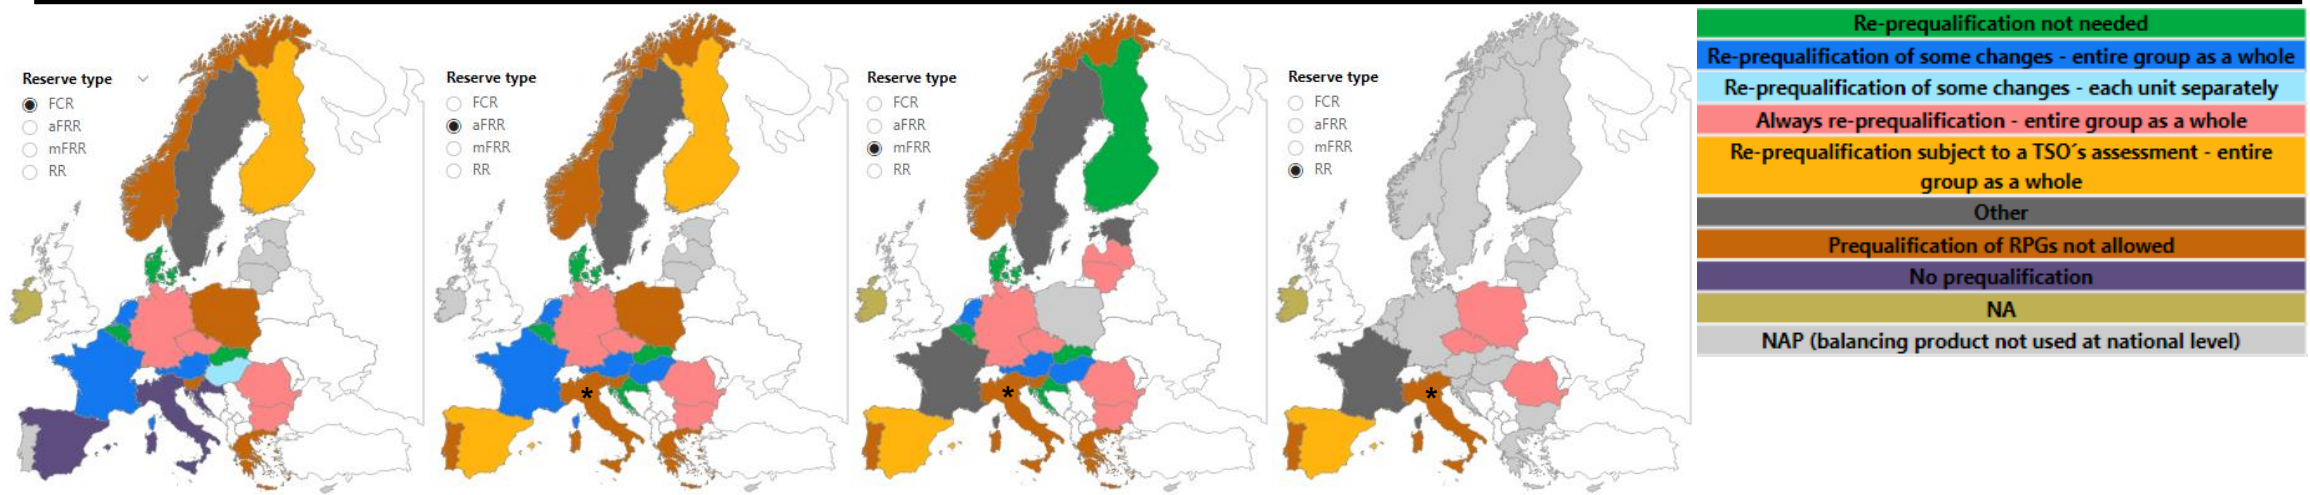 Reserve type
FCR
aFRR
mFRR
RR
Reserve type
FCR
aFRR
mFRR
RR
Reserve type
FCR
aFRR
mFRR
RR
*
Reserve type
FCR
aFRR
mFRR
RR
*
*
Re-prequalification not needed
Re-prequalification of some changes - entire group as a whole
Re-prequalification of some changes - each unit separately
Always re-prequalification - entire group as a whole
Re-prequalification subject to a TSO´s assessment - entire
group as a whole
Other
Prequalification of RPGs not allowed
No prequalification
NA
NAP (balancing product not used at national level)